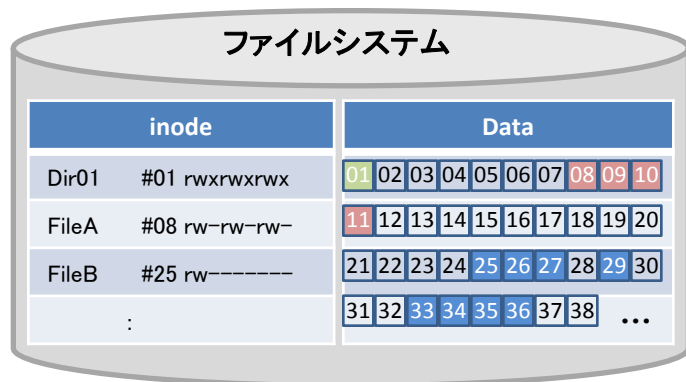 ファイルシステム
inode Data
Dir01 #01 rwxrwxrwx 01 02 03 04 05 06 07 08 09 10
FileA #08 rw-rw-rw- 11 12 13 14 15 16 17 18 19 20
FileB #25 rw------- 21 22 23 24 25 26 27 28 29 30
: 31 32 33 34 35 36 37 38 ...